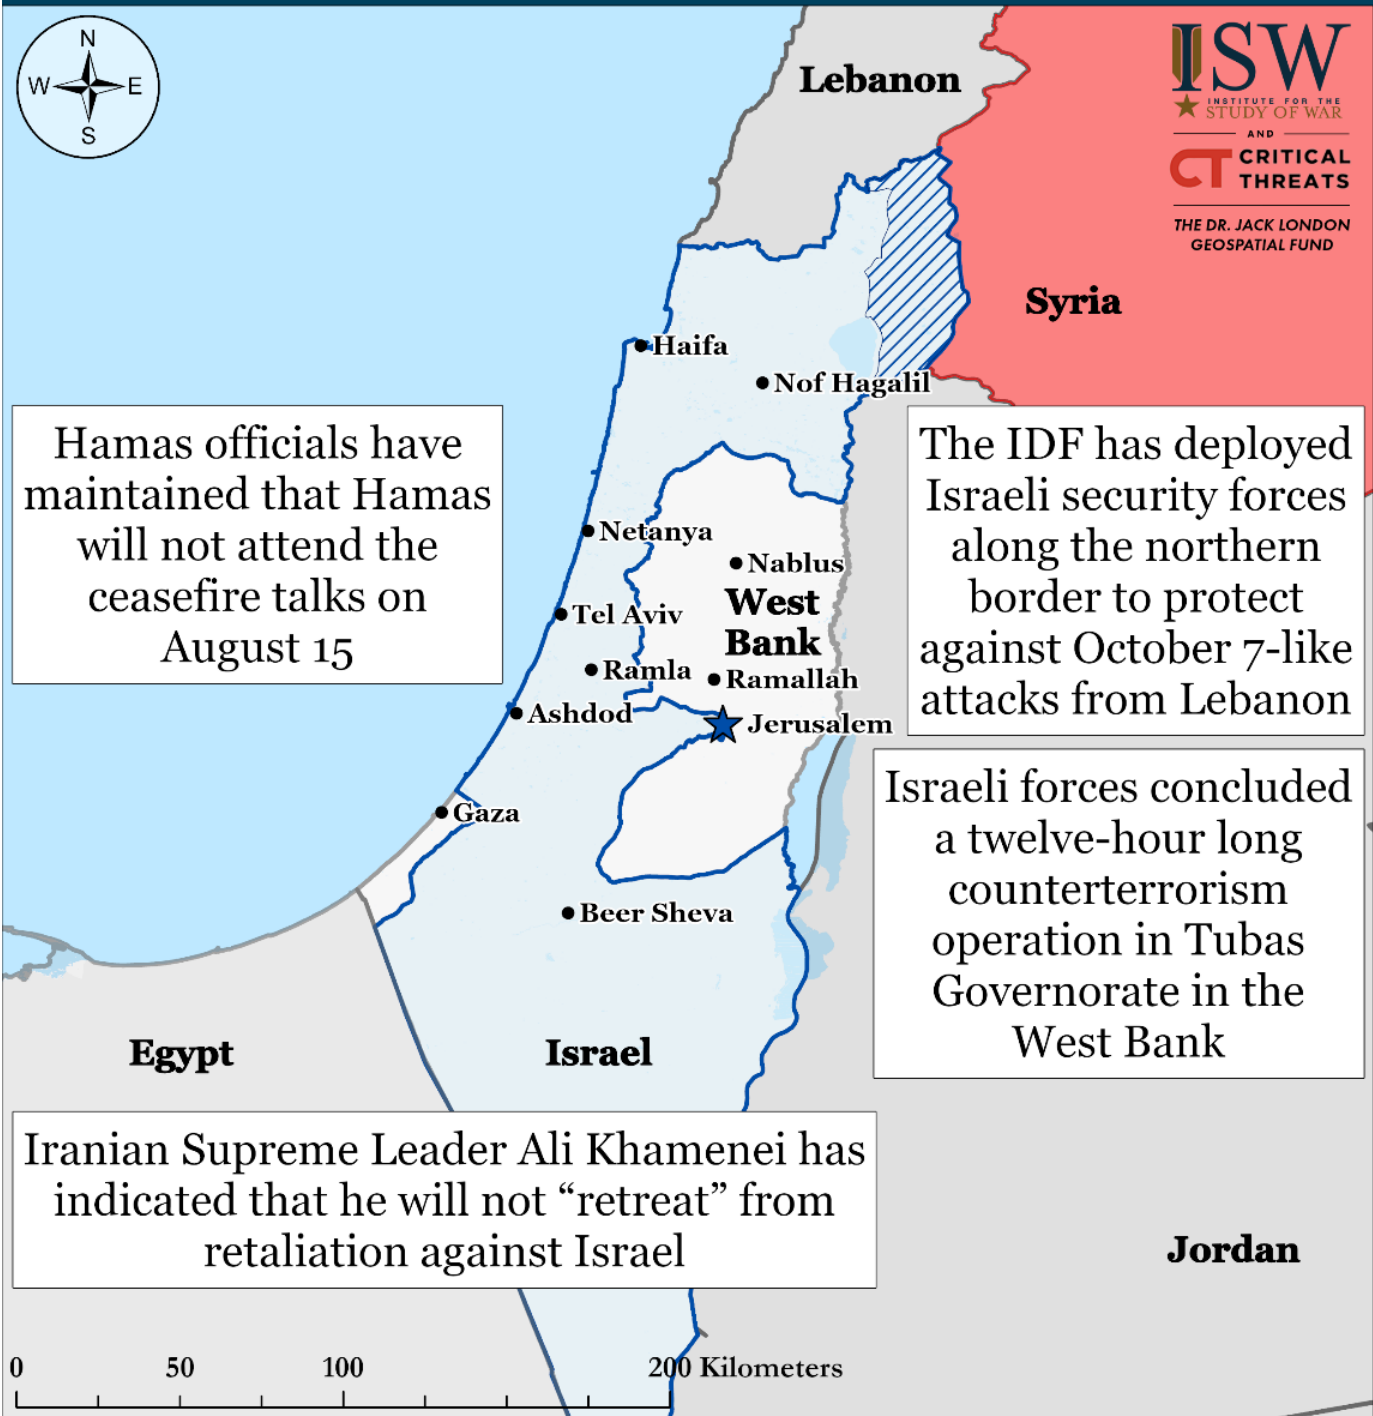 N
W
E
S
Lebanon
ISW
INSTITUTE FOR THE
STUDY OF WAR
AND
CT CRITICAL
THREATS
THE DR. JACK LONDON
GEOSPATIAL FUND
Syria
Haifa
Nof Hagalil
Hamas officials have
maintained that Hamas
will not attend the
ceasefire talks on
August 15
The IDF has deployed
Israeli security forces
along the northern
border to protect
against October 7-like
attacks from Lebanon
Netanya
Nablus
West
Bank
Tel Aviv
Ramla
Ramallah
Ashdod
Jerusalem
Gaza
Israeli forces concluded
a twelve-hour long
counterterrorism
operation in Tubas
Governorate in the
West Bank
Beer Sheva
Egypt
Israel
Iranian Supreme Leader Ali Khamenei has
indicated that he will not “retreat” from
retaliation against Israel
Jordan
0 50 100 200 Kilometers